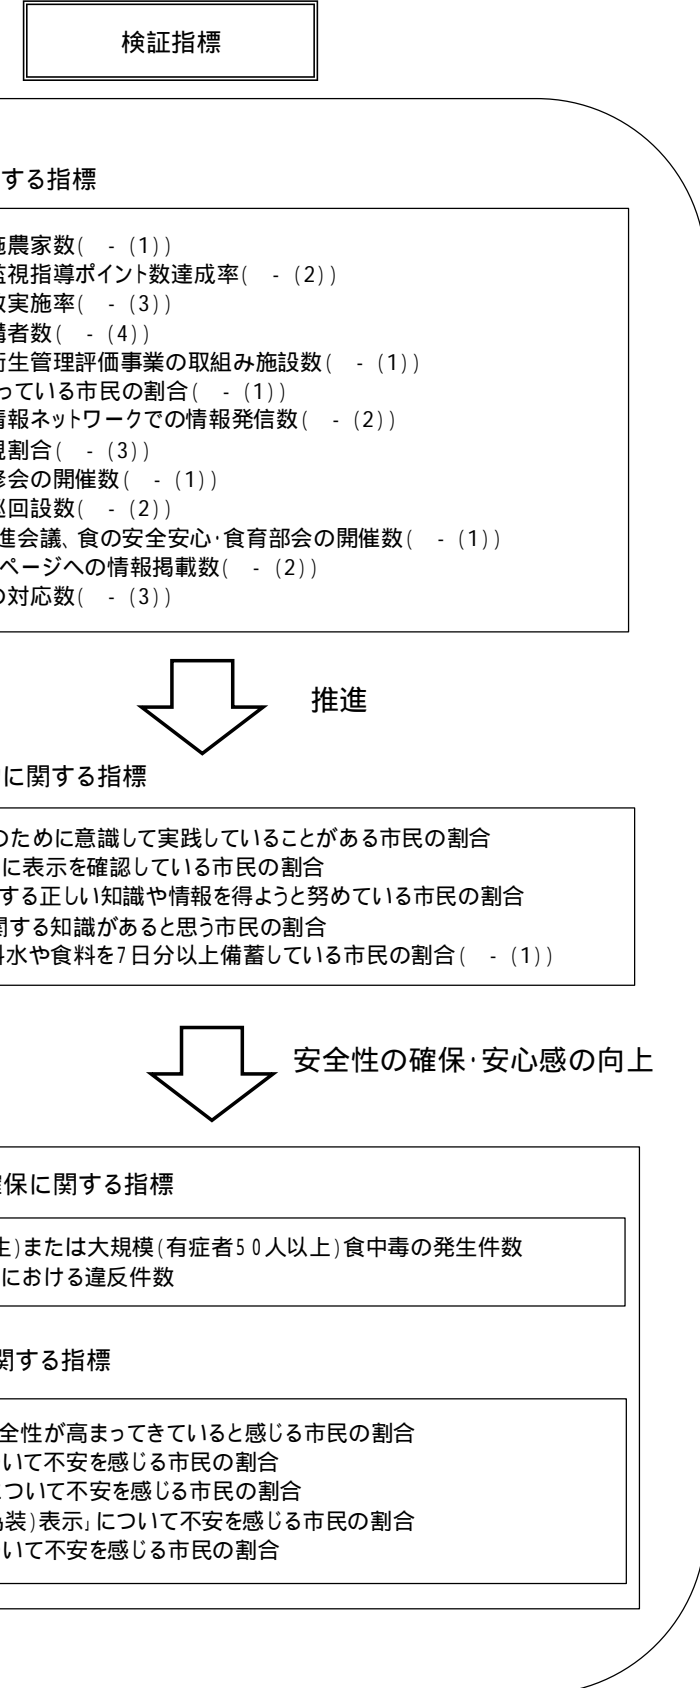 検証指標
する指標
農家数(　- (1))
視指導ポイント数達成率(　- (2))
実施率(　- (3))
者数(　- (4))
生管理評価事業の取組み施設数(　- (1))
っている市民の割合(　- (1))
報ネットワークでの情報発信数(　- (2))
割合(　- (3))
会の開催数(　- (1))
回設数(　- (2))
進会議、食の安全安心・食育部会の開催数(　- (1))
ページへの情報掲載数(　- (2))
の対応数(　- (3))
推進
に関する指標
のために意識して実践していることがある市民の割合
に表示を確認している市民の割合
する正しい知識や情報を得ようと努めている市民の割合
関する知識があると思う市民の割合
水や食料を7日分以上備蓄している市民の割合(　- (1))
安全性の確保・安心感の向上
保に関する指標
生)または大規模(有症者50人以上)食中毒の発生件数
における違反件数
関する指標
全性が高まってきていると感じる市民の割合
いて不安を感じる市民の割合
ついて不安を感じる市民の割合
装)表示」について不安を感じる市民の割合
いて不安を感じる市民の割合